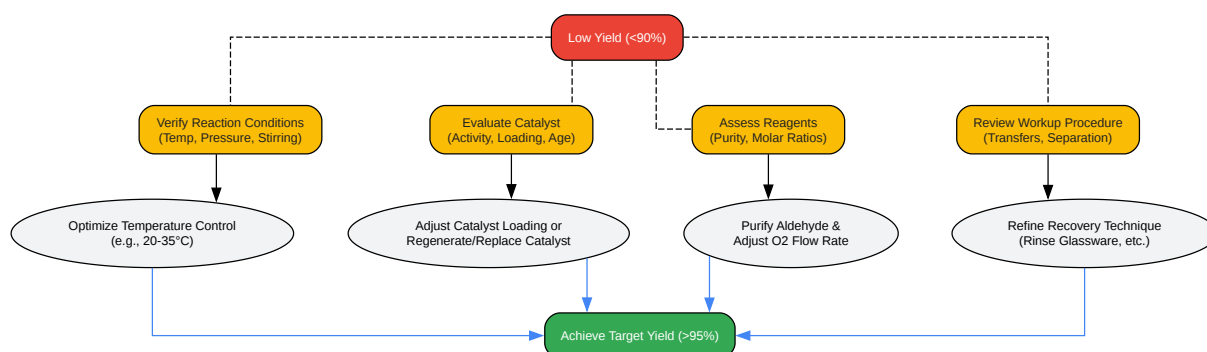 Low Yield (<90%)
Verify Reaction Conditions
(Temp, Pressure, Stirring)
Evaluate Catalyst
(Activity, Loading, Age)
Assess Reagents
(Purity, Molar Ratios)
Review Workup Procedure
(Transfers, Separation)
Optimize Temperature Control
(e.g., 20-35°C)
Adjust Catalyst Loading or
Regenerate/Replace Catalyst
Purify Aldehyde &
Adjust O2 Flow Rate
Refine Recovery Technique
(Rinse Glassware, etc.)
Achieve Target Yield (>95%)